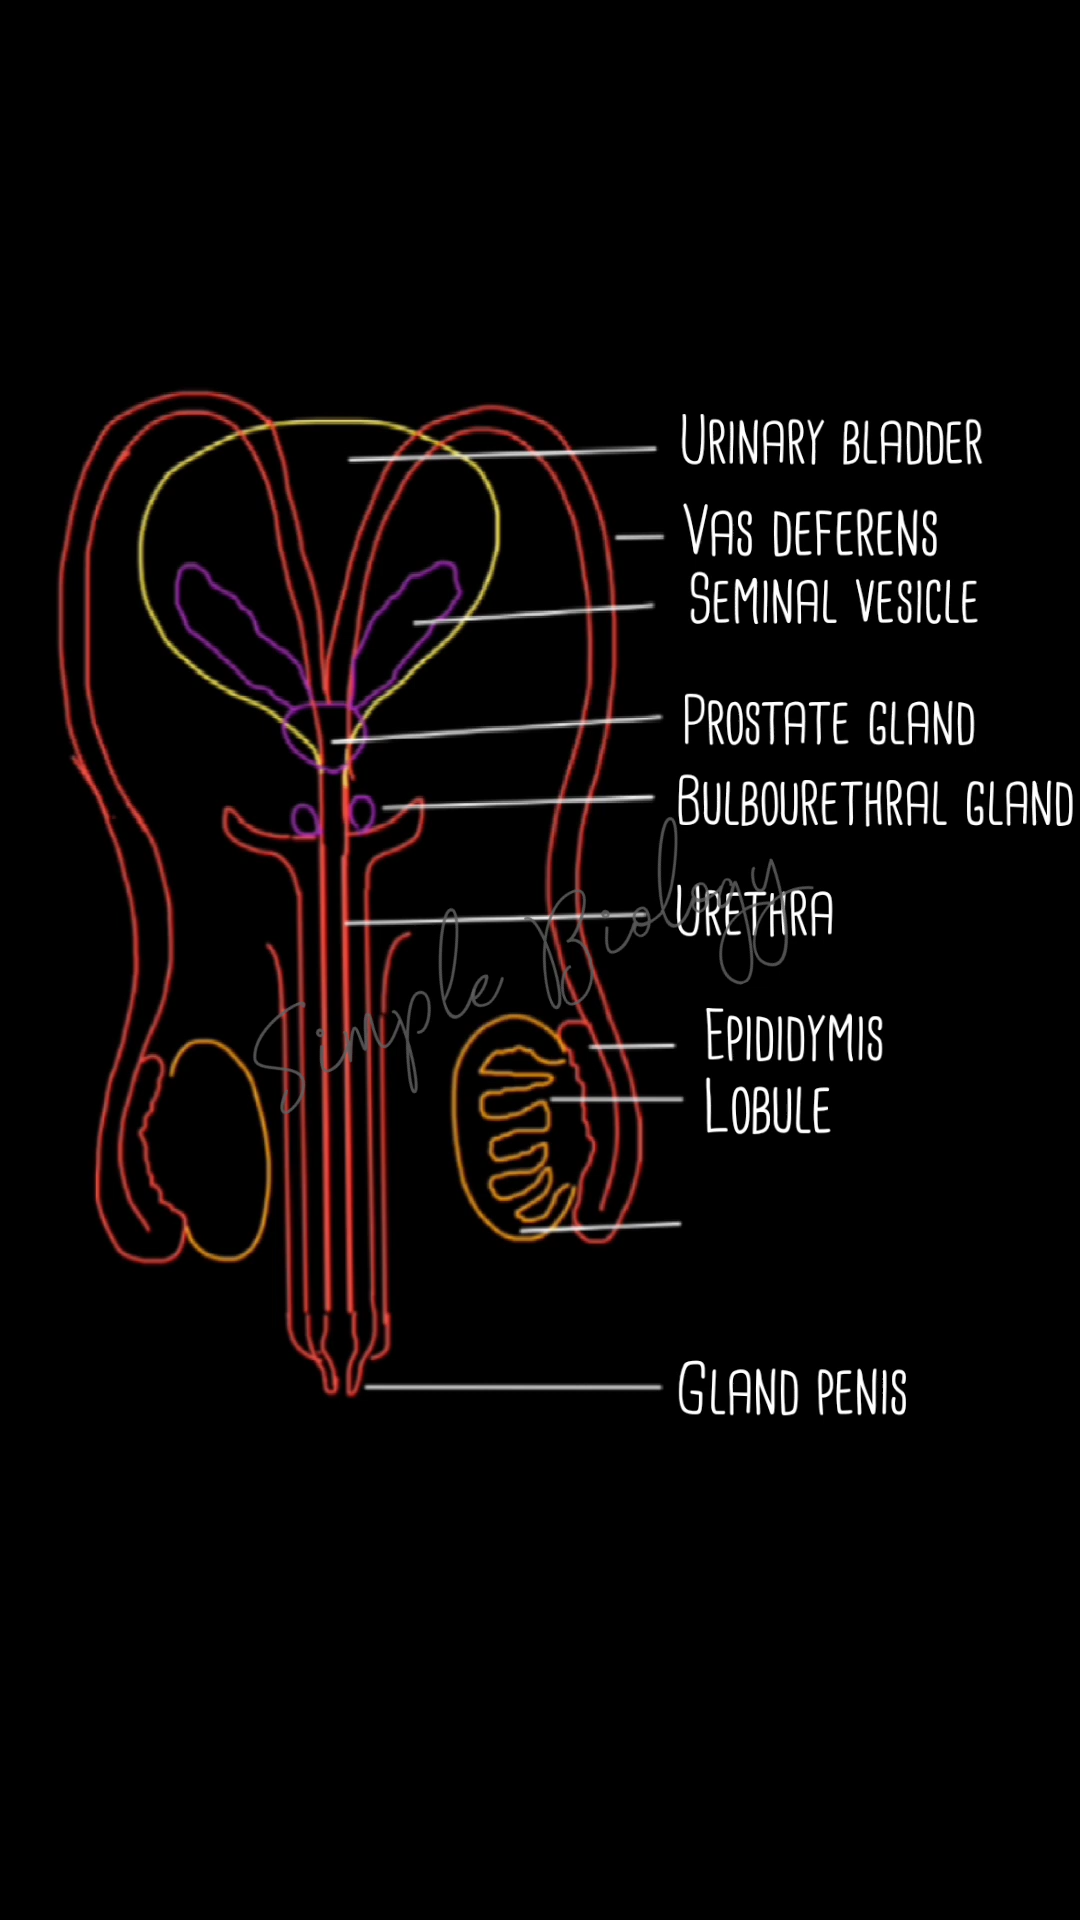 Urinary bladder
Vas deferens
Seminal vesicle
Prostate gland
Bulbourethral gland
Urethra
Simple Biology
Epididymis
Lobule
Gland penis